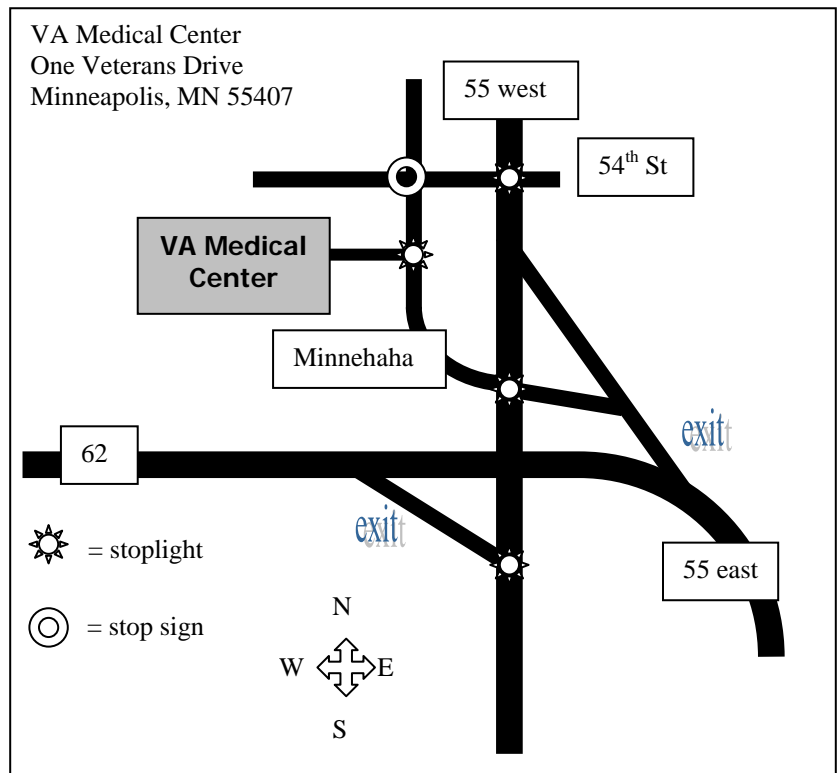 VA Medical Center
One Veterans Drive
Minneapolis, MN 55407
55 west
54th St
VA Medical
Center
Minnehaha
exit
62
exit
= stoplight
55 east
= stop sign
N
W E
S